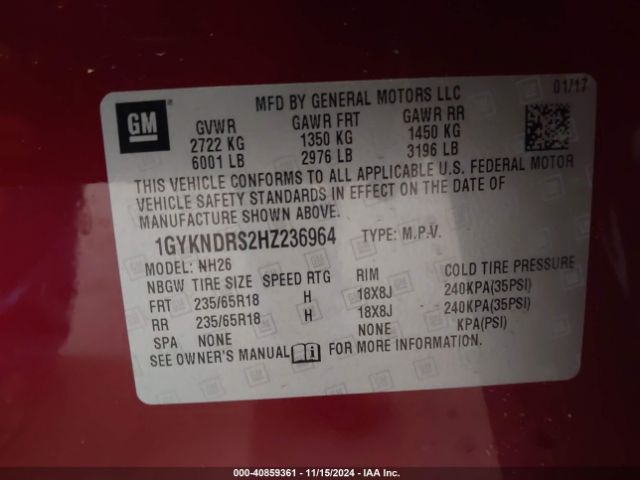 GM
MFD BY GENERAL MOTORS LLC
01/17
GVWR GAWR FRT GAWR RR
2722 KG 1350 KG 1450 KG
6001 LB 2976 LB 3196 LB
THIS VEHICLE CONFORMS TO ALL APPLICABLE U.S. FEDERAL MOTOR
VEHICLE SAFETY STANDARDS IN EFFECT ON THE DATE OF
MANUFACTURE SHOWN ABOVE.
1GYKNDRS2HZ236964 TYPE: M.P.V.
MODEL: NH26
NBGW TIRE SIZE SPEED RTG RIM COLD TIRE PRESSURE
FRT 235/65R18 H 18X8J 240KPA(35PSI)
RR 235/65R18 H 18X8J 240KPA(35PSI)
SPA NONE NONE KPA(PSI)
SEE OWNER'S MANUAL FOR MORE INFORMATION.
000-40859361 - 11/15/2024 - IAA Inc.